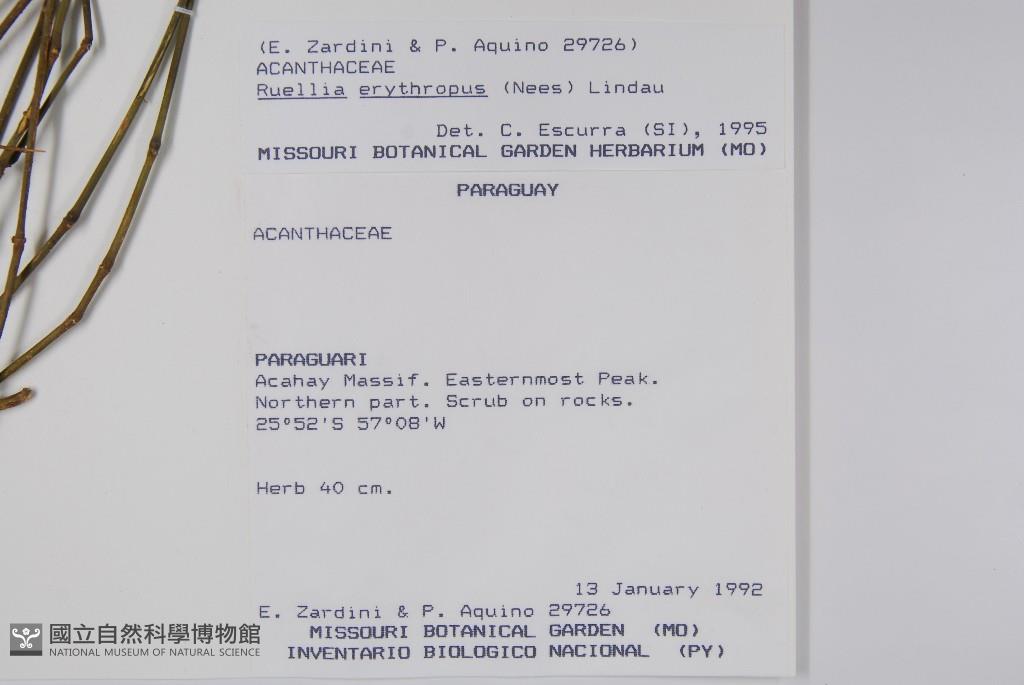 (E. Zardini & P. Aquino 29726)
ACANTHACEAE
Ruellia erythropus (Nees) Lindau
Det. C. Escurra (SI), 1995
MISSOURI BOTANICAL GARDEN HERBARIUM (MO)
PARAGUAY
ACANTHACEAE
PARAGUARI
Acahay Massif. Easternmost Peak.
Northern part. Scrub on rocks.
25°52'S 57°08'W
Herb 40 cm.
13 January 1992
E. Zardini & P. Aquino 29726
MISSOURI BOTANICAL GARDEN (MO)
INVENTARIO BIOLOGICO NACIONAL (PY)
國立自然科學博物館
NATIONAL MUSEUM OF NATURAL SCIENCE